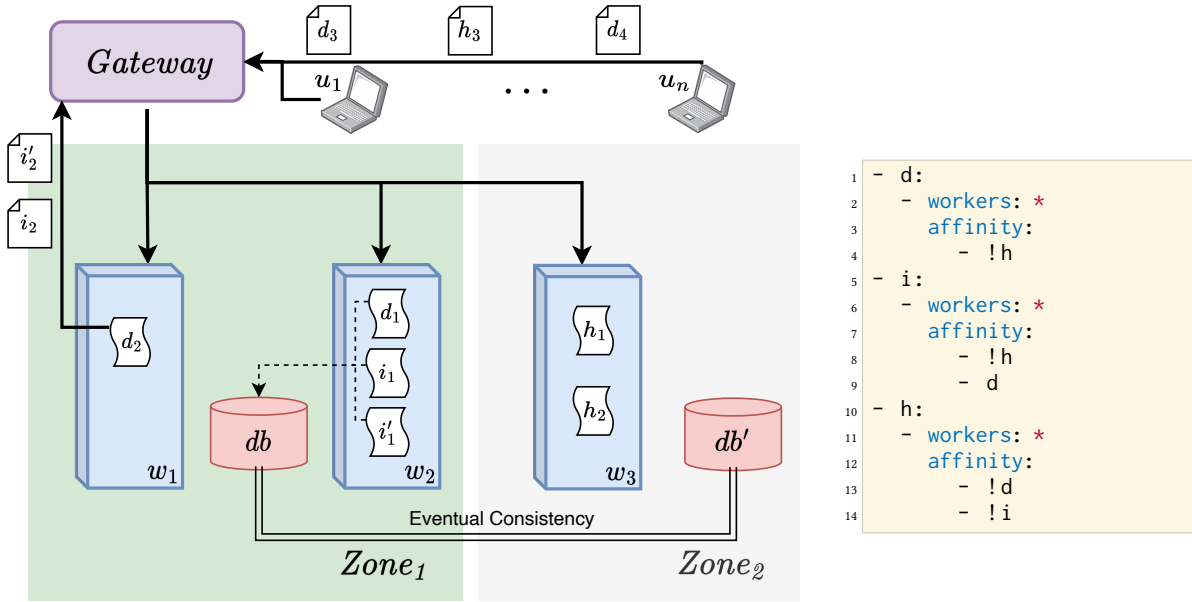 d₃
h₃
d₄
Gateway
u₁
...
uₙ
i₂′
i₂
d₂
w₁
d₁
i₁
i₁′
w₂
db
h₁
h₂
w₃
db′
Eventual Consistency
Zone₁
Zone₂
1 - d:
2 - workers: *
3 affinity:
4 - !h
5 - i:
6 - workers: *
7 affinity:
8 - !h
9 - d
10 - h:
11 - workers: *
12 affinity:
13 - !d
14 - !i